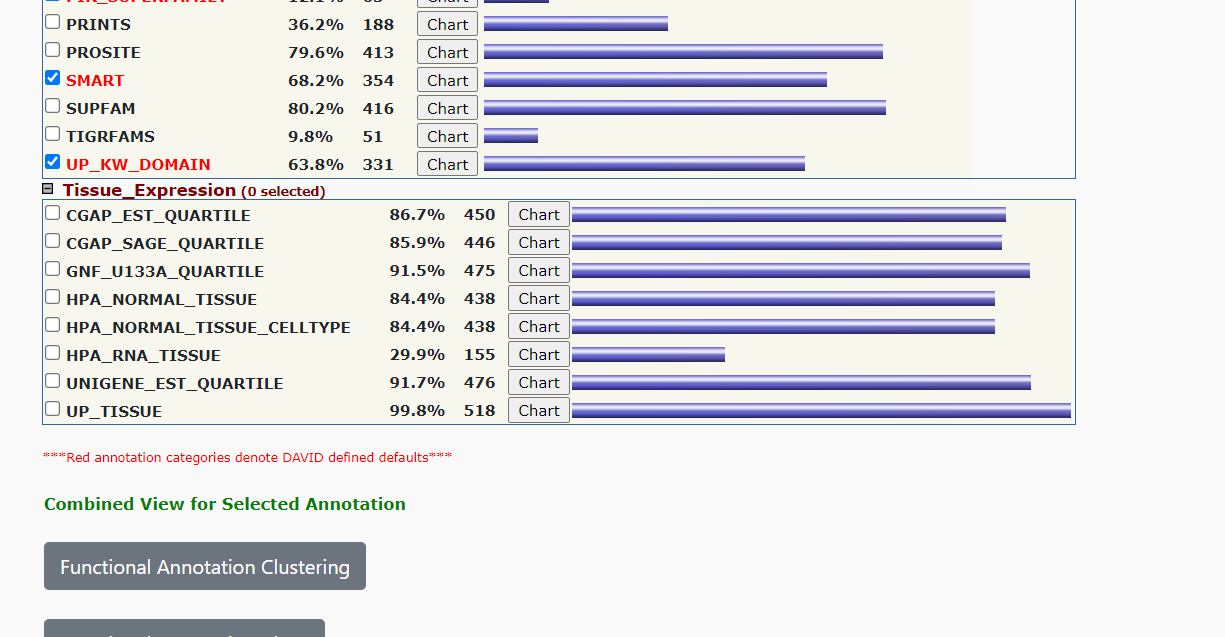 PIR_SUPERFAMILY 12.1% 63 Chart
PRINTS 36.2% 188 Chart
PROSITE 79.6% 413 Chart
SMART 68.2% 354 Chart
SUPFAM 80.2% 416 Chart
TIGRFAMS 9.8% 51 Chart
UP_KW_DOMAIN 63.8% 331 Chart
Tissue_Expression (0 selected)
CGAP_EST_QUARTILE 86.7% 450 Chart
CGAP_SAGE_QUARTILE 85.9% 446 Chart
GNF_U133A_QUARTILE 91.5% 475 Chart
HPA_NORMAL_TISSUE 84.4% 438 Chart
HPA_NORMAL_TISSUE_CELLTYPE 84.4% 438 Chart
HPA_RNA_TISSUE 29.9% 155 Chart
UNIGENE_EST_QUARTILE 91.7% 476 Chart
UP_TISSUE 99.8% 518 Chart
***Red annotation categories denote DAVID defined defaults***
Combined View for Selected Annotation
Functional Annotation Clustering